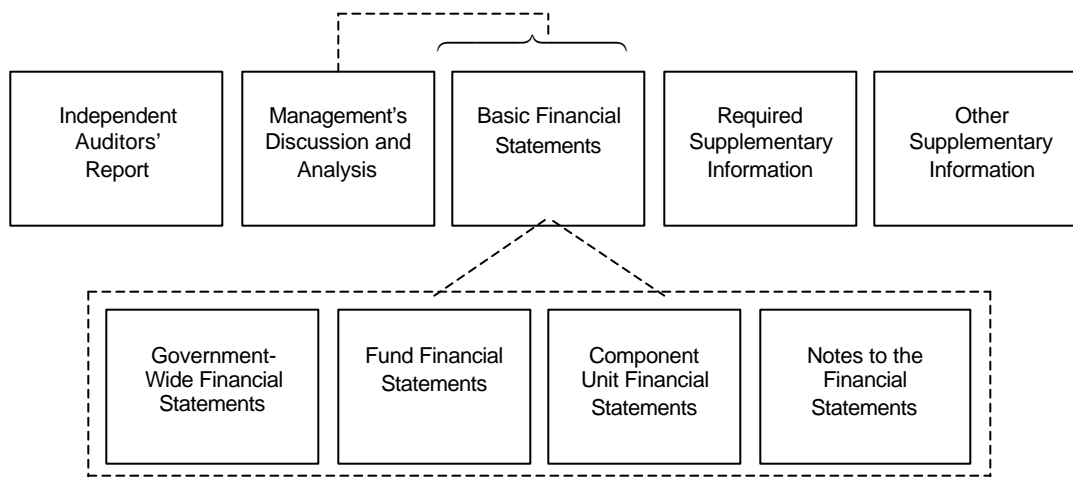 Independent
Auditors’
Report
Management’s
Discussion and
Analysis
Basic Financial
Statements
Required
Supplementary
Information
Other
Supplementary
Information
Government-
Wide Financial
Statements
Fund Financial
Statements
Component
Unit Financial
Statements
Notes to the
Financial
Statements